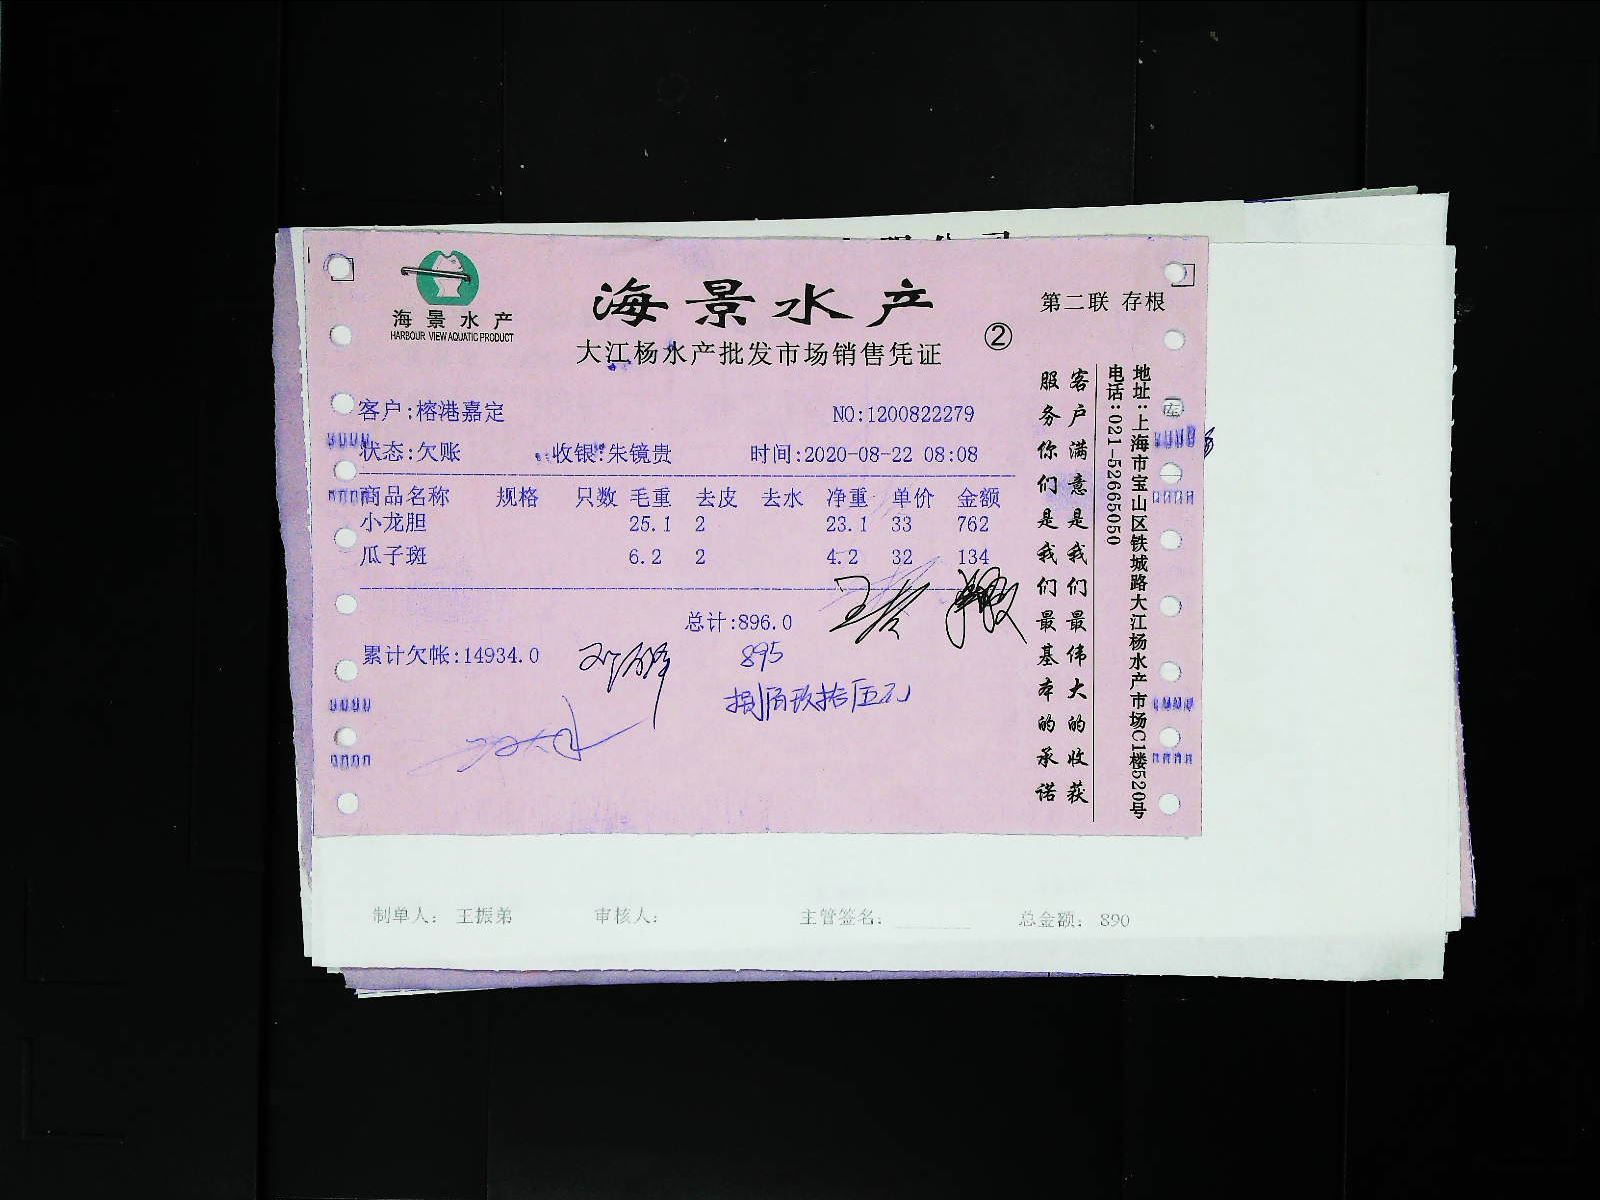 海景水产
HARBOUR VIEW AQUATIC PRODUCT
海景水产
大江杨水产批发市场销售凭证
②
第二联 存根
客户:榕港嘉定 NO:1200822279
状态:欠账 收银:朱镜贵 时间:2020-08-22 08:08
商品名称 规格 只数 毛重 去皮 去水 净重 单价 金额
小龙胆 25.1 2 23.1 33 762
瓜子斑 6.2 2 4.2 32 134
总计:896.0
累计欠帐:14934.0
895
捌佰玖拾伍元
客户满意是我们最伟大的收获
服务你们是我们最基本的承诺
地址:上海市宝山区铁城路大江杨水产市场C1楼520号
电话:021-52665050
制单人: 王振弟 审核人: 主管签名: 总金额: 890